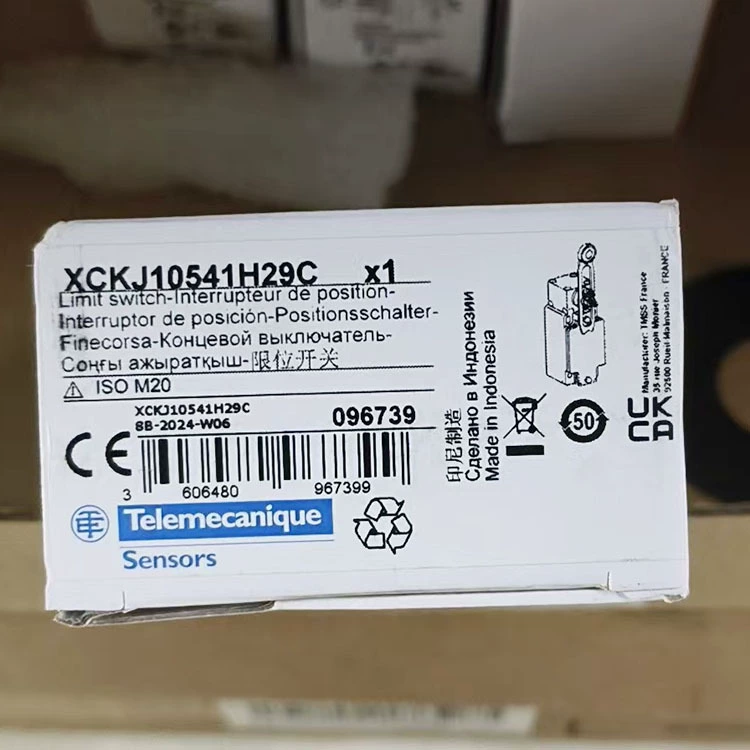 XCKJ10541H29C x1
Limit switch-Interrupteur de position-
Interruptor de posición-Positionsschalter-
Finecorsa-Концевой выключатель-
Соңғы ажыратқыш-限位开关
ISO M20
XCKJ10541H29C
8B-2024-W06
096739
CE
3 606480 967399
Telemecanique
Sensors
印尼制造
Сделано в Индонезии
Made in Indonesia
50
UK
CA
Manufacturer: TMSS France
35 rue Joseph Monier
92500 Rueil Malmaison - FRANCE